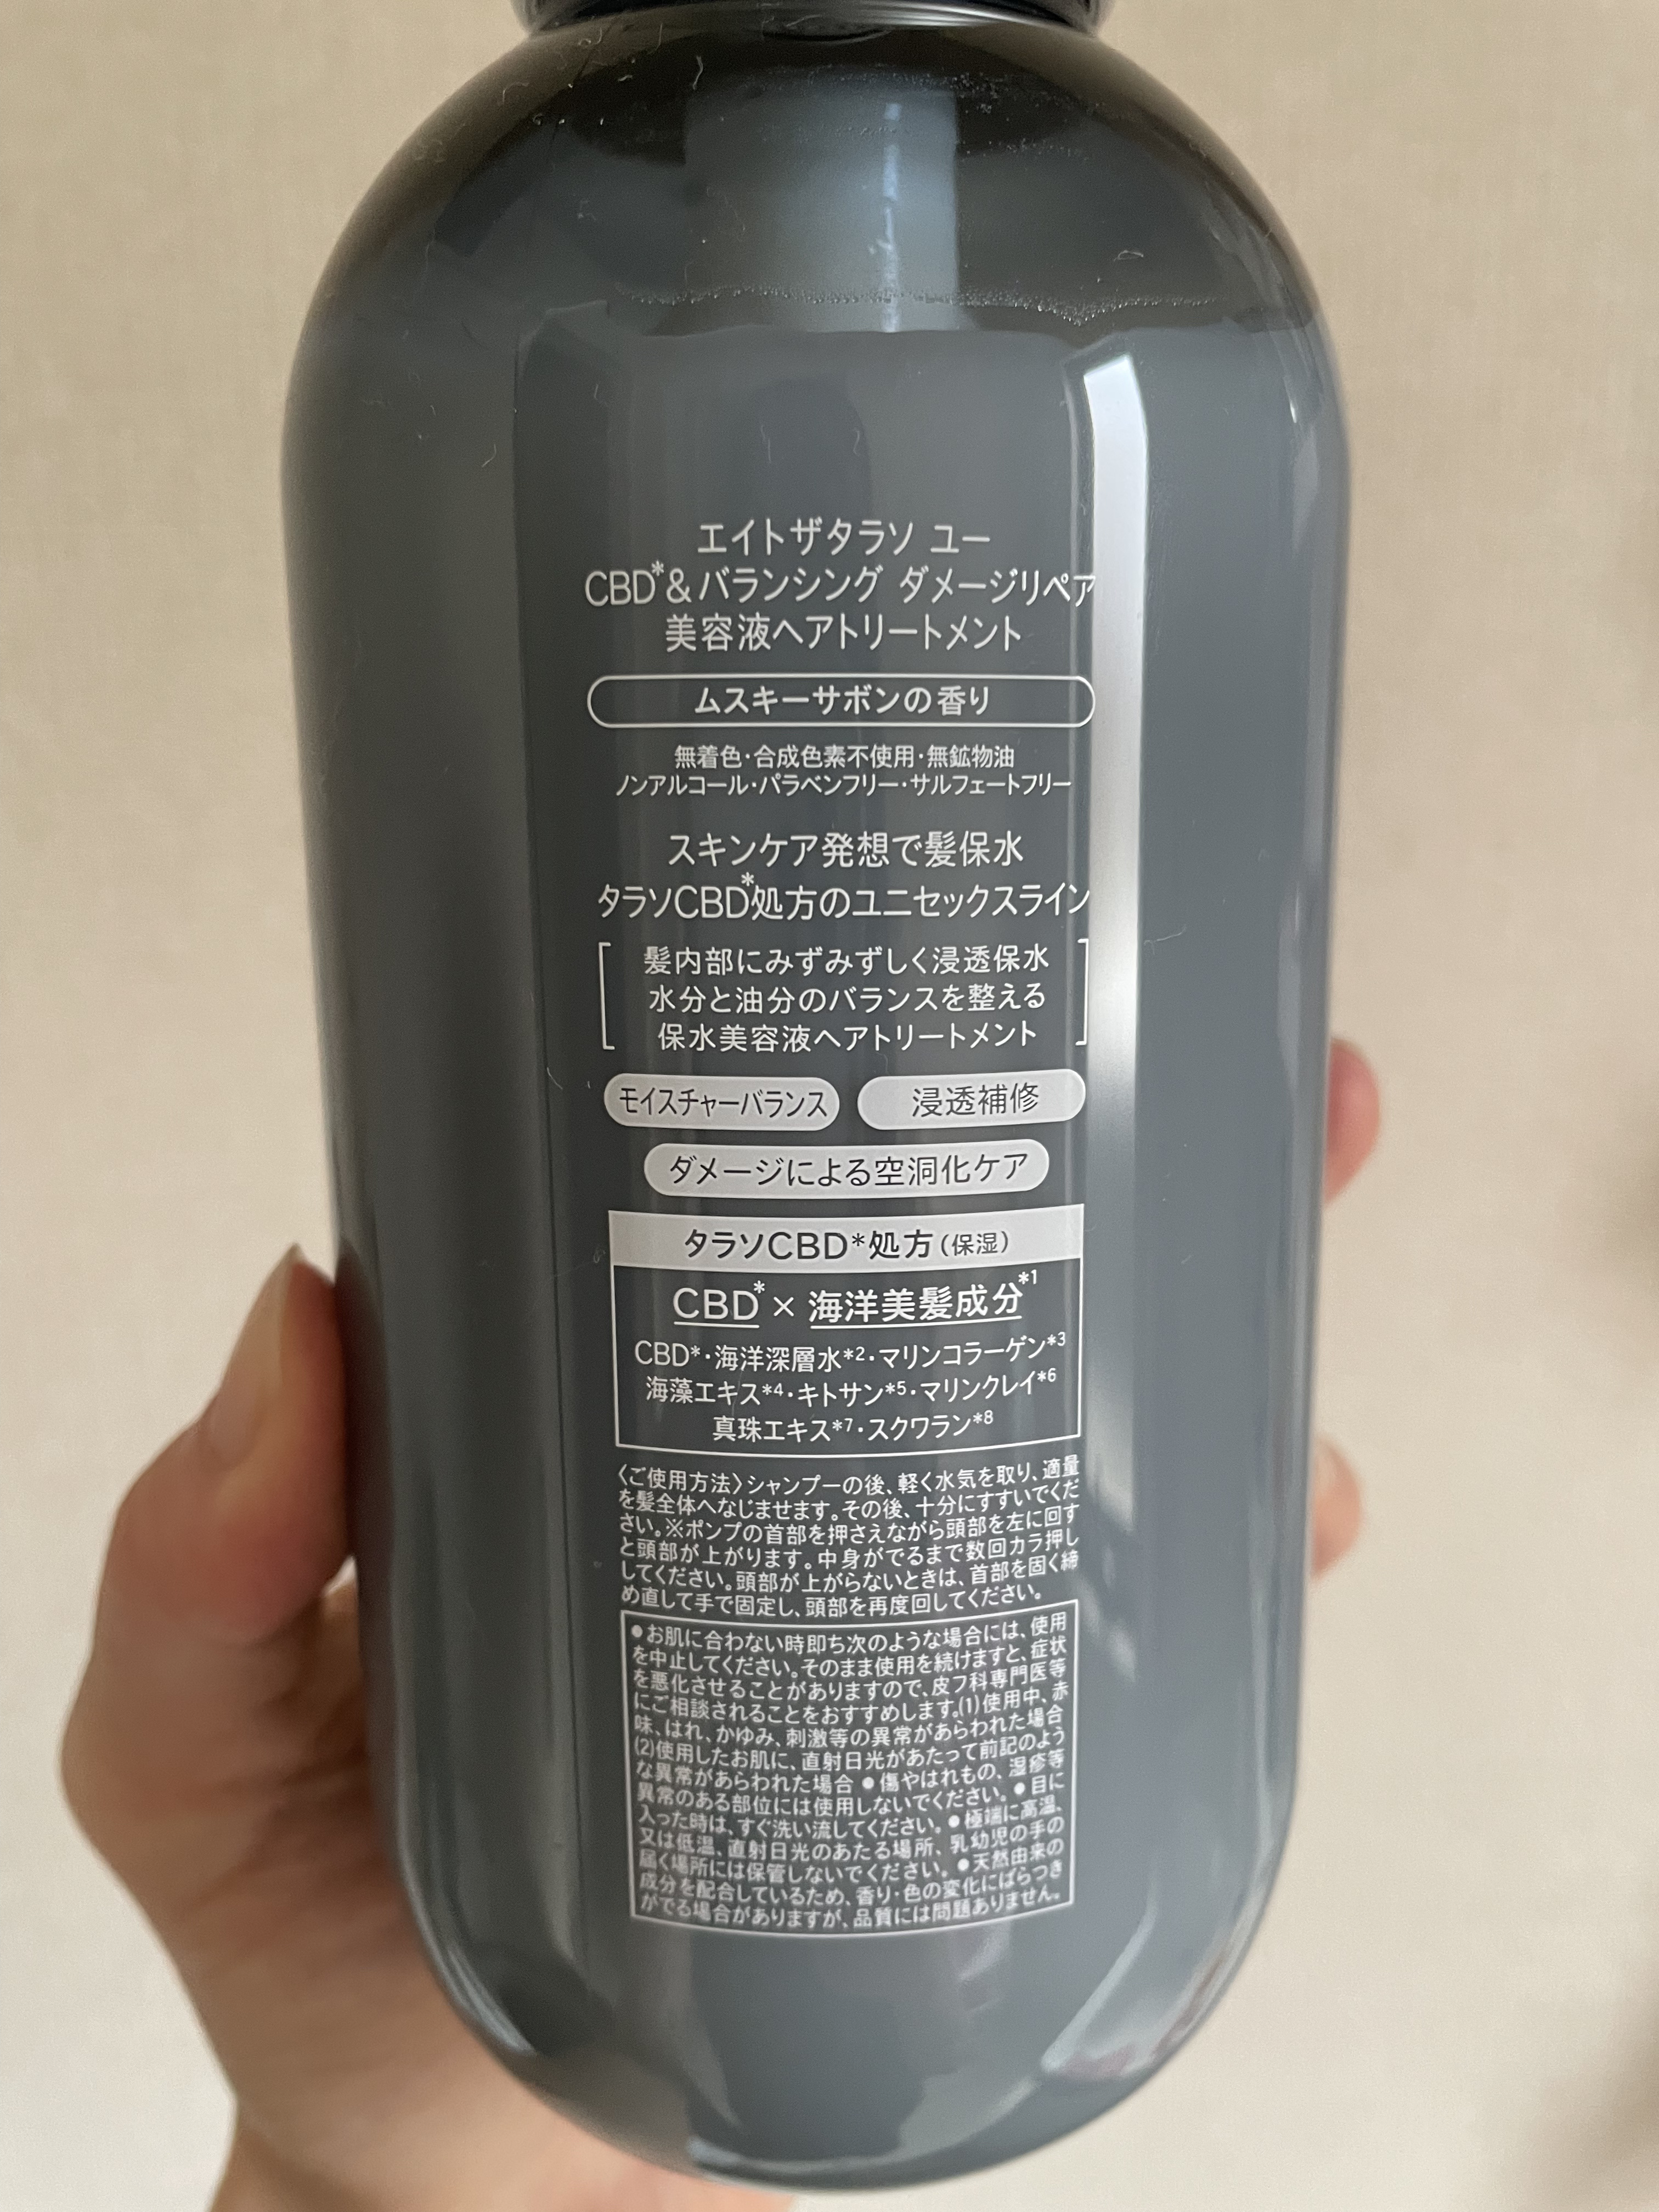 エイトザタラソ ユー
CBD*&バランシング ダメージリペア
美容液ヘアトリートメント
ムスキーサボンの香り
無着色・合成色素不使用・無鉱物油
ノンアルコール・パラベンフリー・サルフェートフリー
スキンケア発想で髪保水
タラソCBD*処方のユニセックスライン
髪内部にみずみずしく浸透保水
水分と油分のバランスを整える
保水美容液ヘアトリートメント
モイスチャーバランス 浸透補修
ダメージによる空洞化ケア
タラソCBD*処方(保湿)
CBD*×海洋美髪成分*1
CBD*・海洋深層水*2・マリンコラーゲン*3
海藻エキス*4・キトサン*5・マリンクレイ*6
真珠エキス*7・スクワラン*8
〈ご使用方法〉シャンプーの後、軽く水気を取り、適量
を髪全体へなじませます。その後、十分にすすいでくだ
さい。※ポンプの首部を押さえながら頭部を左に回す
と頭部が上がります。中身がでるまで数回カラ押し
してください。頭部が上がらないときは、首部を固く締
め直して手で固定し、頭部を再度回してください。
●お肌に合わない時即ち次のような場合には、使用
を中止してください。そのまま使用を続けますと、症状
を悪化させることがありますので、皮フ科専門医等
にご相談されることをおすすめします。(1)使用中、赤
味、はれ、かゆみ、刺激等の異常があらわれた場合
(2)使用したお肌に、直射日光があたって前記のよう
な異常があらわれた場合 ●傷やはれもの、湿疹等
異常のある部位には使用しないでください。 ●目に
入った時は、すぐ洗い流してください。 ●極端に高温、
又は低温、直射日光のあたる場所、乳幼児の手の
届く場所には保管しないでください。 ●天然由来の
成分を配合しているため、香り・色の変化にばらつき
がでる場合がありますが、品質には問題ありません。